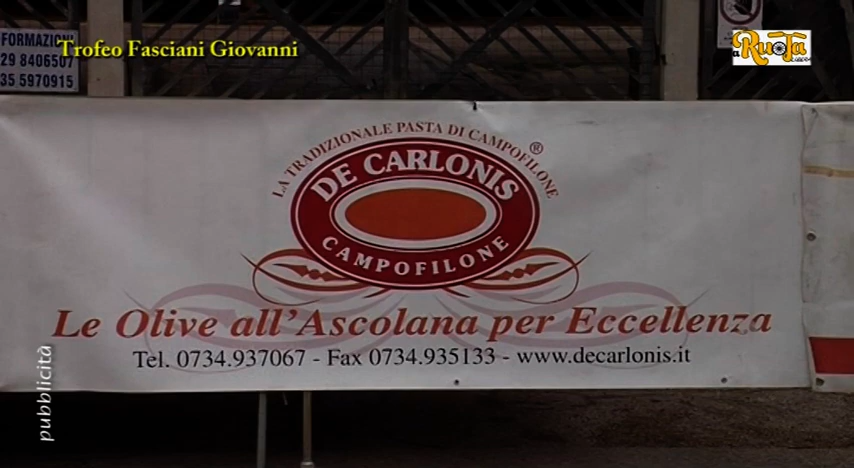 FORMAZIONI
29 8406507
35 5970915
Trofeo Fasciani Giovanni
a RuoTa
LA TRADIZIONALE PASTA DI CAMPOFILONE ®
DE CARLONIS
CAMPOFILONE
Le Olive all'Ascolana per Eccellenza
Tel. 0734.937067 - Fax 0734.935133 - www.decarlonis.it
pubblicità